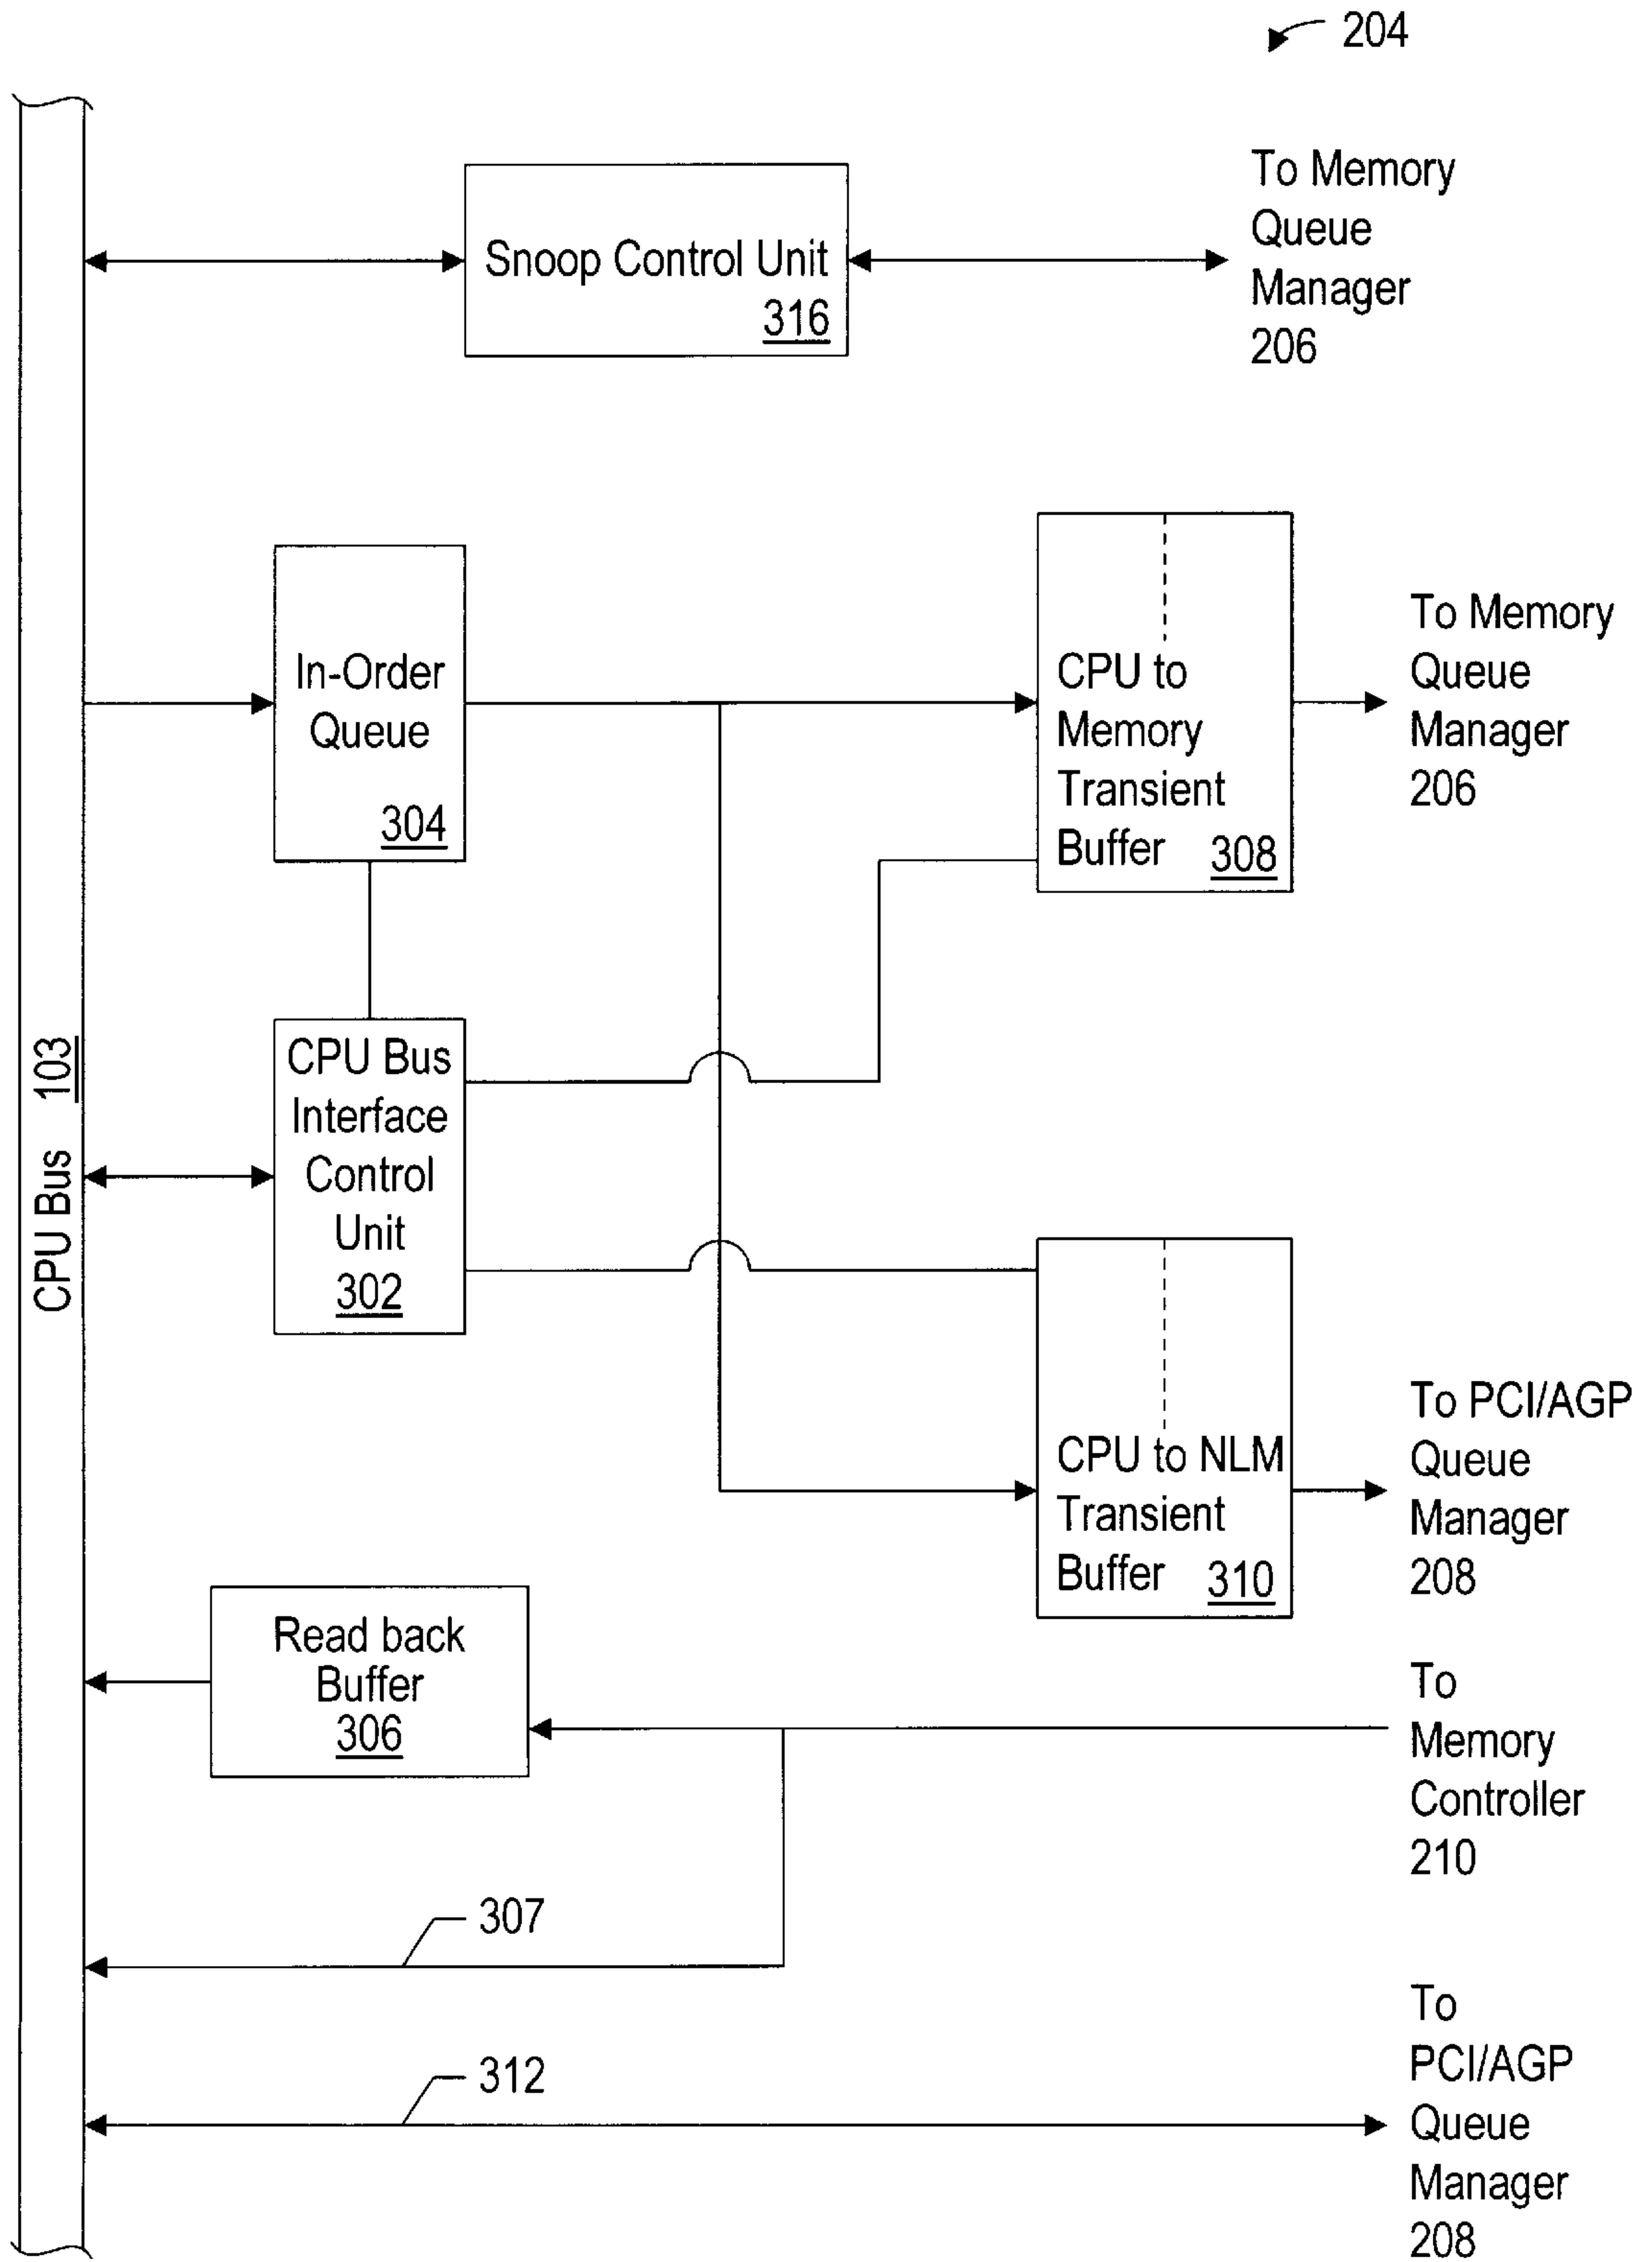 204
To Memory
Queue
Manager
206
Snoop Control Unit
316
In-Order
Queue
304
CPU to
Memory
Transient
Buffer 308
To Memory
Queue
Manager
206
CPU Bus 103
CPU Bus
Interface
Control
Unit
302
CPU to NLM
Transient
Buffer 310
To PCI/AGP
Queue
Manager
208
Read back
Buffer
306
To
Memory
Controller
210
307
312
To
PCI/AGP
Queue
Manager
208